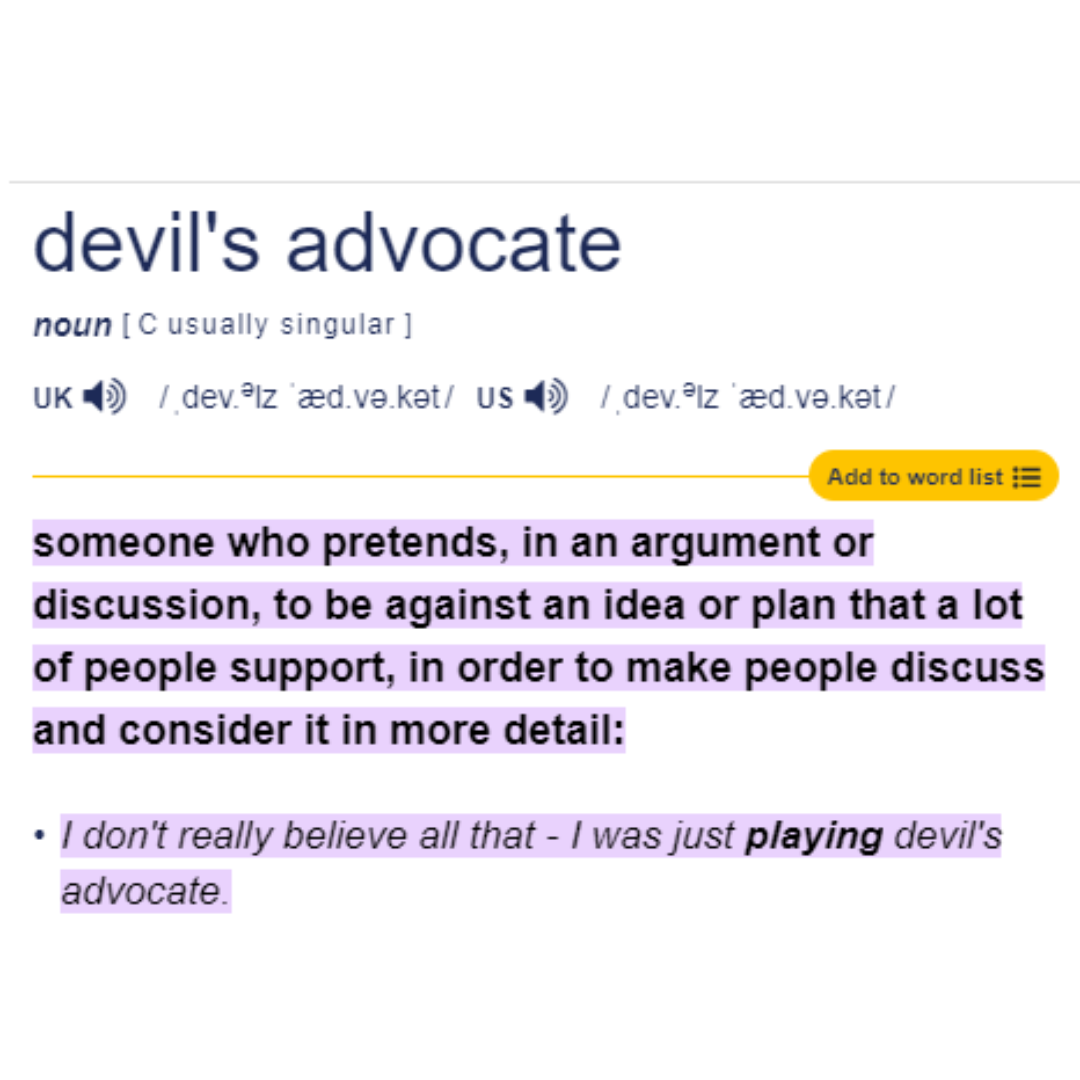 devil's advocate
noun [ C usually singular ]
UK /ˌdev.ᵊlz ˈæd.və.kət/ US /ˌdev.ᵊlz ˈæd.və.kət/
Add to word list
someone who pretends, in an argument or
discussion, to be against an idea or plan that a lot
of people support, in order to make people discuss
and consider it in more detail:
• I don't really believe all that - I was just playing devil's
advocate.